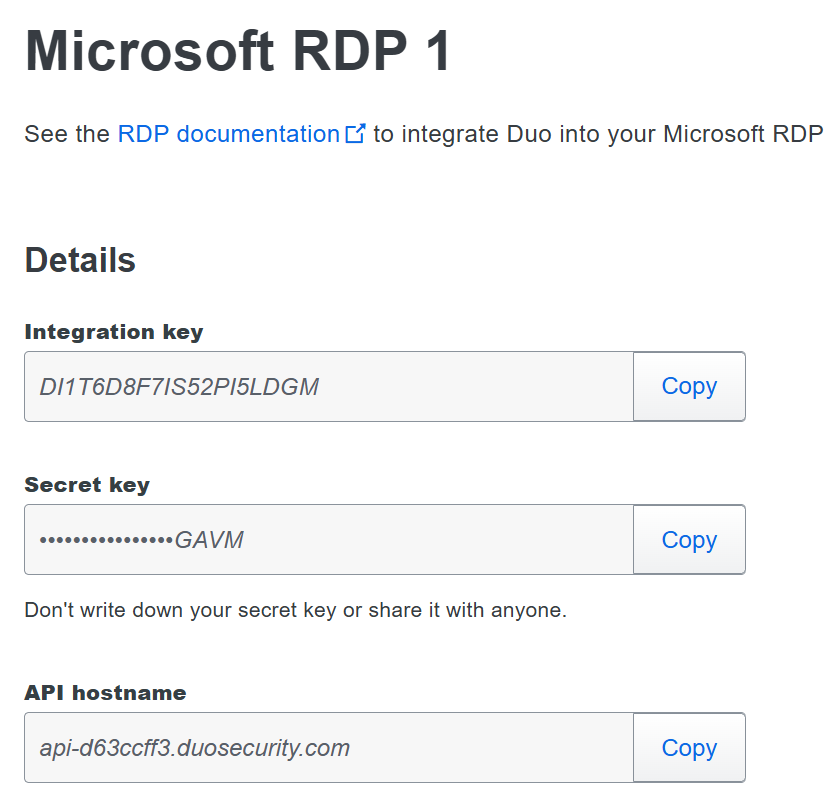 Microsoft RDP 1
See the RDP documentation to integrate Duo into your Microsoft RDP
Details
Integration key
DI1T6D8F7IS52PI5LDGM
Copy
Secret key
••••••••••••••••GAVM
Copy
Don't write down your secret key or share it with anyone.
API hostname
api-d63ccff3.duosecurity.com
Copy